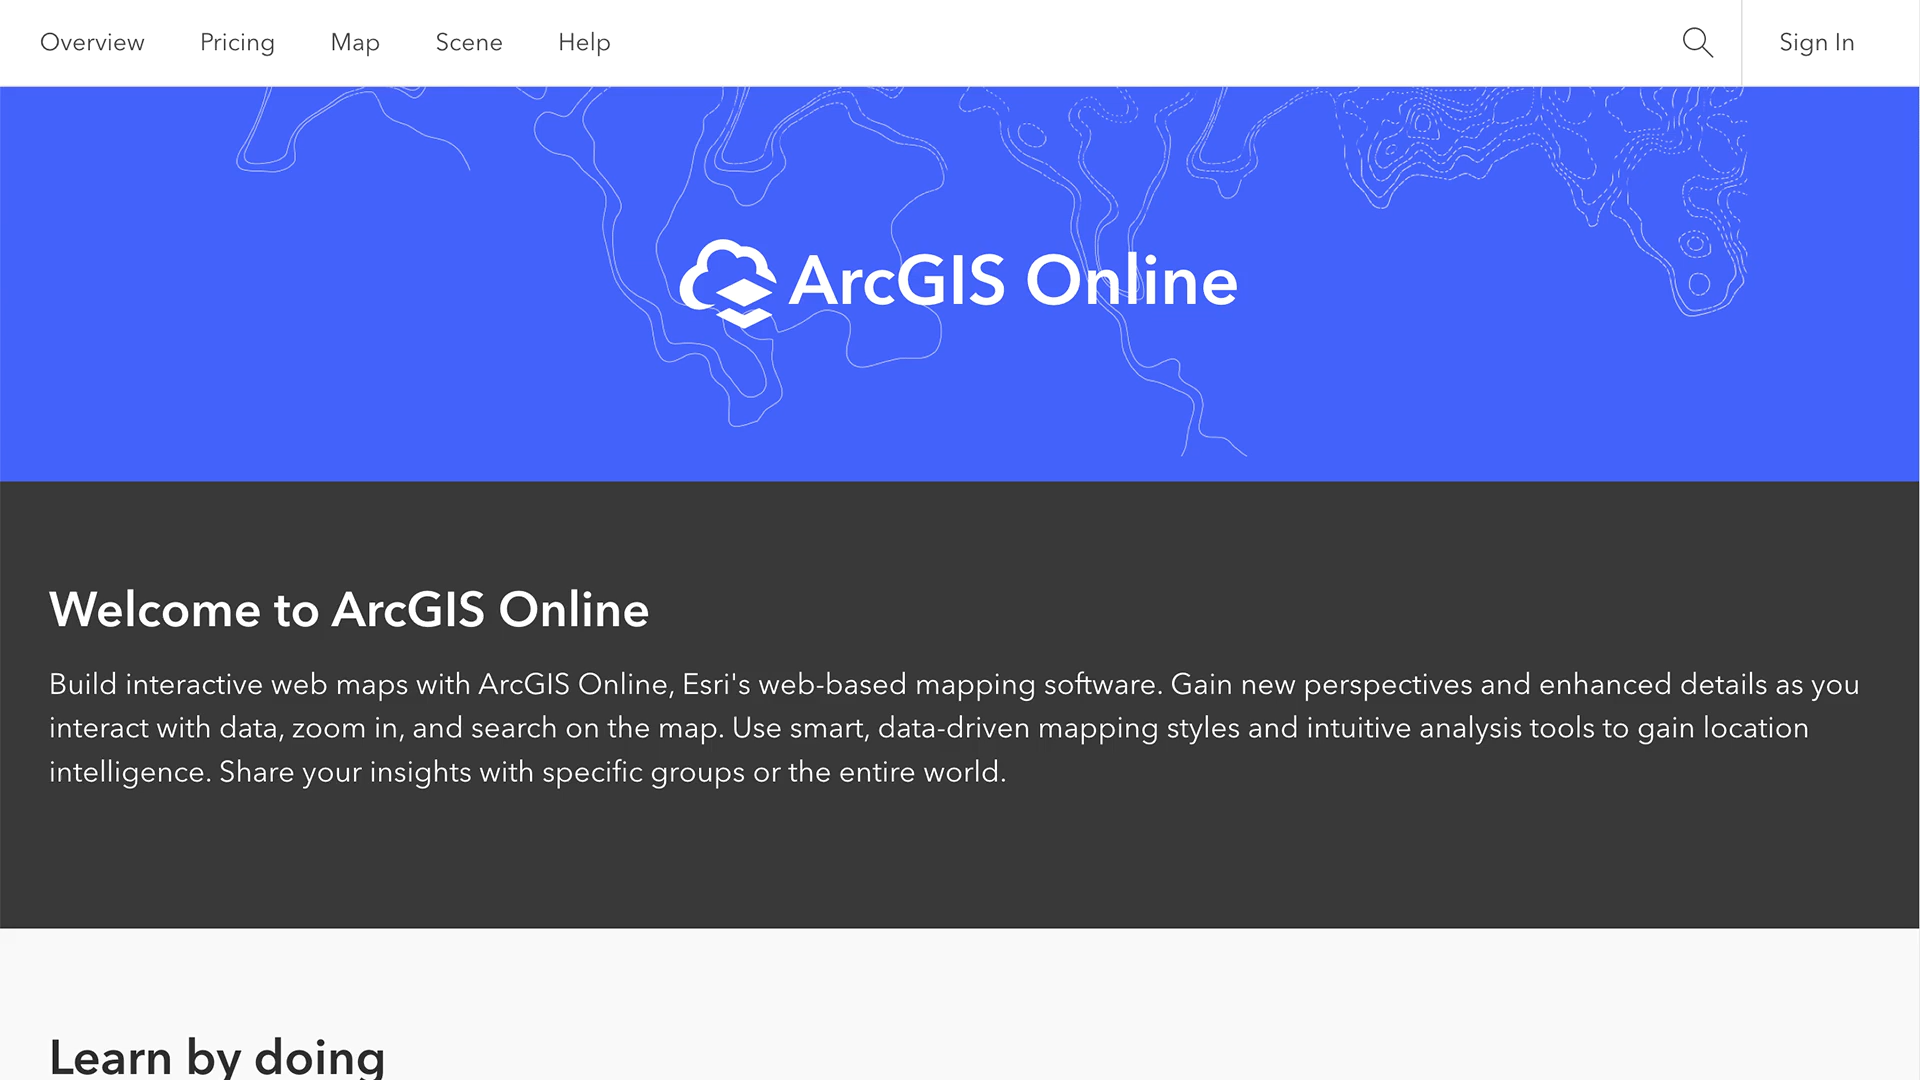 Overview Pricing Map Scene Help Sign In
ArcGIS Online
Welcome to ArcGIS Online
Build interactive web maps with ArcGIS Online, Esri's web-based mapping software. Gain new perspectives and enhanced details as you
interact with data, zoom in, and search on the map. Use smart, data-driven mapping styles and intuitive analysis tools to gain location
intelligence. Share your insights with specific groups or the entire world.
Learn by doing